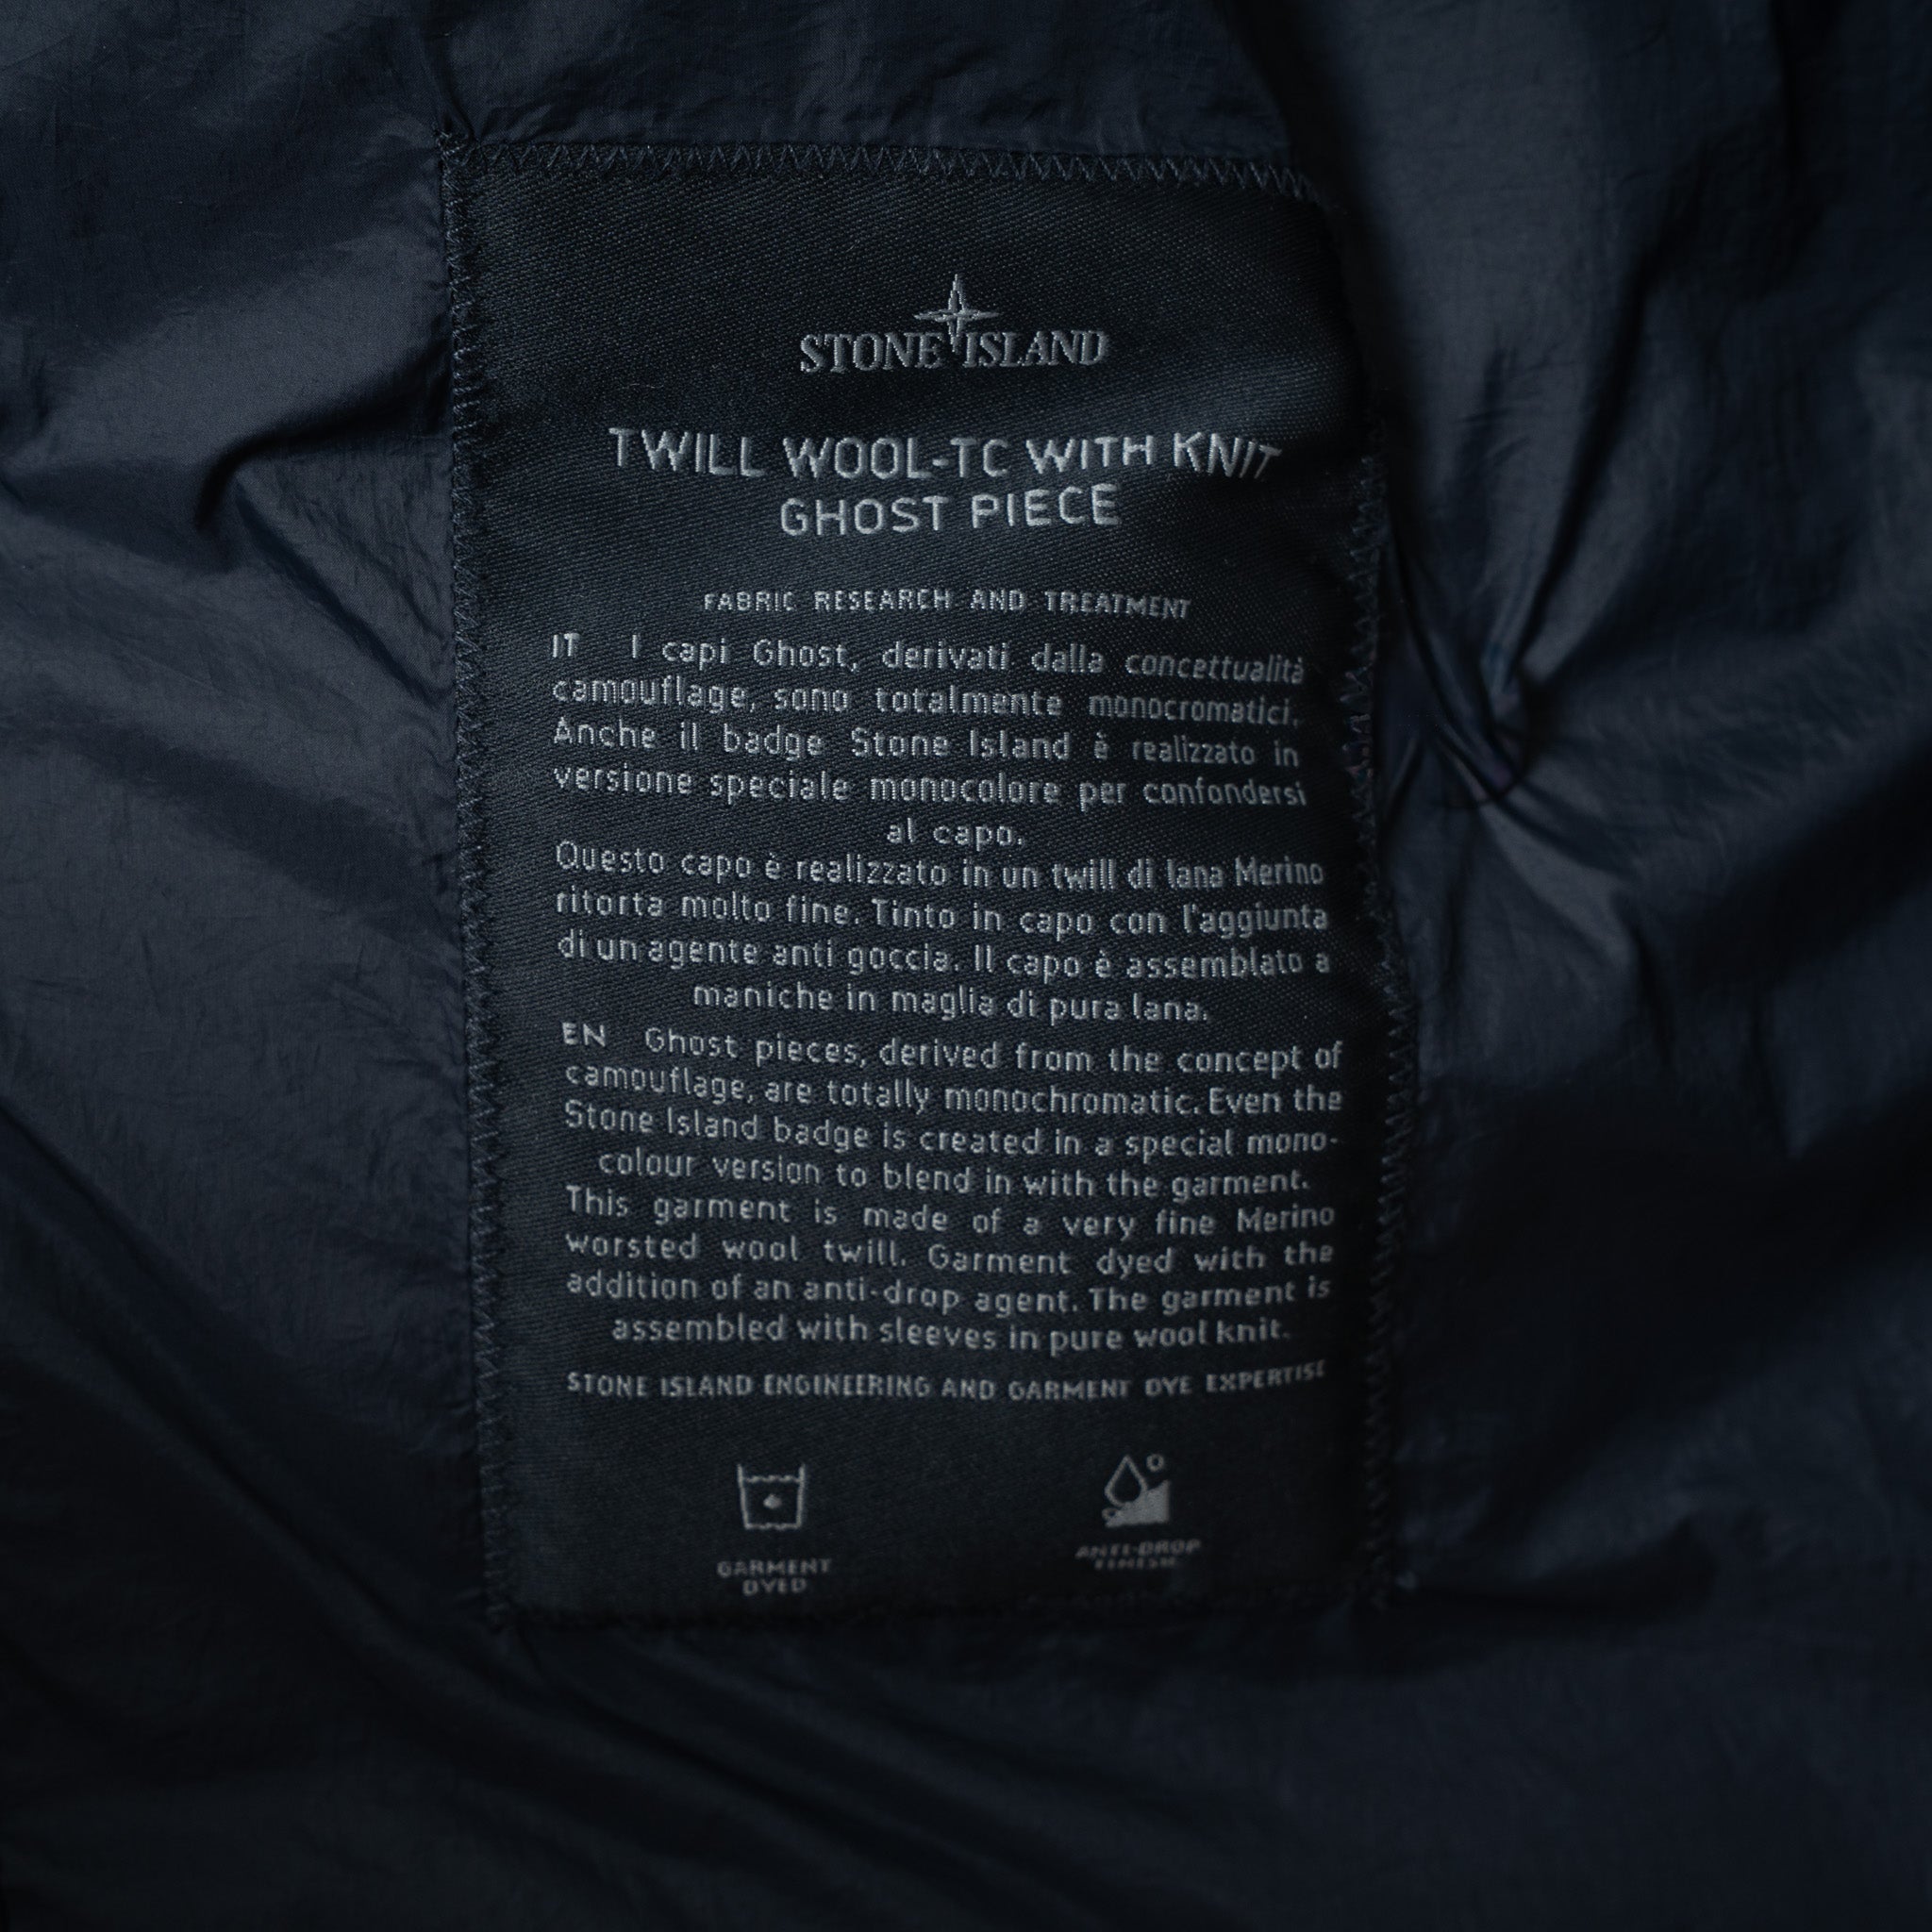 STONE ISLAND
TWILL WOOL-TC WITH KNIT
GHOST PIECE
FABRIC RESEARCH AND TREATMENT
IT I capi Ghost, derivati dalla concettualità
camouflage, sono totalmente monocromatici.
Anche il badge Stone Island è realizzato in
versione speciale monocolore per confondersi
al capo.
Questo capo è realizzato in un twill di lana Merino
ritorta molto fine. Tinto in capo con l'aggiunta
di un agente anti goccia. Il capo è assemblato a
maniche in maglia di pura lana.
EN Ghost pieces, derived from the concept of
camouflage, are totally monochromatic. Even the
Stone Island badge is created in a special mono-
colour version to blend in with the garment.
This garment is made of a very fine Merino
worsted wool twill. Garment dyed with the
addition of an anti-drop agent. The garment is
assembled with sleeves in pure wool knit.
STONE ISLAND ENGINEERING AND GARMENT DYE EXPERTISE
GARMENT
DYED
ANTI-DROP
FINISH